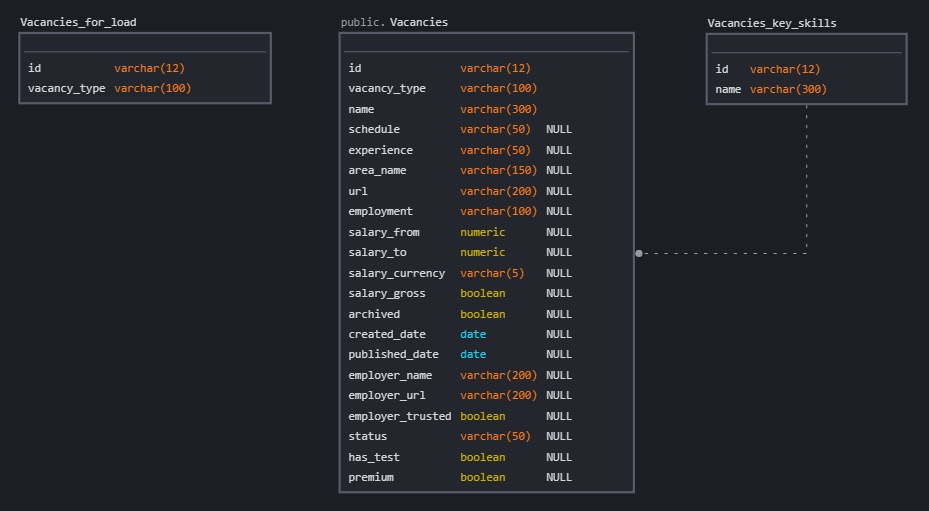 Vacancies_for_load
id varchar(12)
vacancy_type varchar(100)
public. Vacancies
id varchar(12)
vacancy_type varchar(100)
name varchar(300)
schedule varchar(50) NULL
experience varchar(50) NULL
area_name varchar(150) NULL
url varchar(200) NULL
employment varchar(100) NULL
salary_from numeric NULL
salary_to numeric NULL
salary_currency varchar(5) NULL
salary_gross boolean NULL
archived boolean NULL
created_date date NULL
published_date date NULL
employer_name varchar(200) NULL
employer_url varchar(200) NULL
employer_trusted boolean NULL
status varchar(50) NULL
has_test boolean NULL
premium boolean NULL
Vacancies_key_skills
id varchar(12)
name varchar(300)